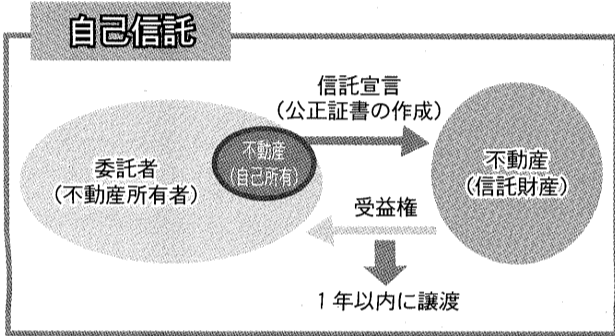 自己信託
信託宣言
(公正証書の作成)
委託者
(不動産所有者)
不動産
(自己所有)
不動産
(信託財産)
受益権
1年以内に譲渡